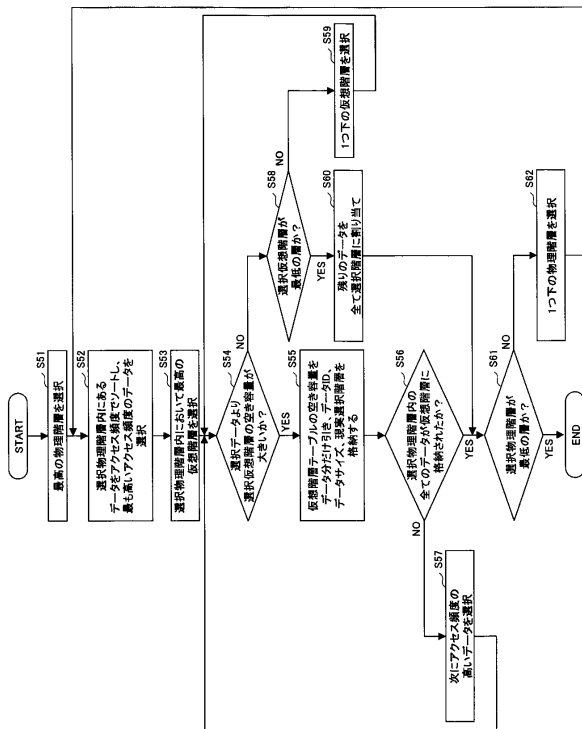 START
S51
最高の物理階層を選択
S52
選択物理階層内にある
データをアクセス頻度でソートし、
最も高いアクセス頻度のデータを
選択
S53
選択物理階層内において最高の
仮想階層を選択
S54
選択データより
選択仮想階層の空き容量が
大きいか?
NO
YES
S55
仮想階層テーブルの空き容量を
データ分だけ引き、データID、
データサイズ、現実選択階層を
格納する
S56
選択物理階層内の
全てのデータが仮想階層に
格納されたか?
NO
YES
S57
次にアクセス頻度の
高いデータを選択
S58
選択仮想階層が
最低の層か?
NO
YES
S59
1つ下の仮想階層を選択
S60
残りのデータを
全て選択階層に割り当て
S61
選択物理階層が
最低の層か?
NO
YES
S62
1つ下の物理階層を選択
END